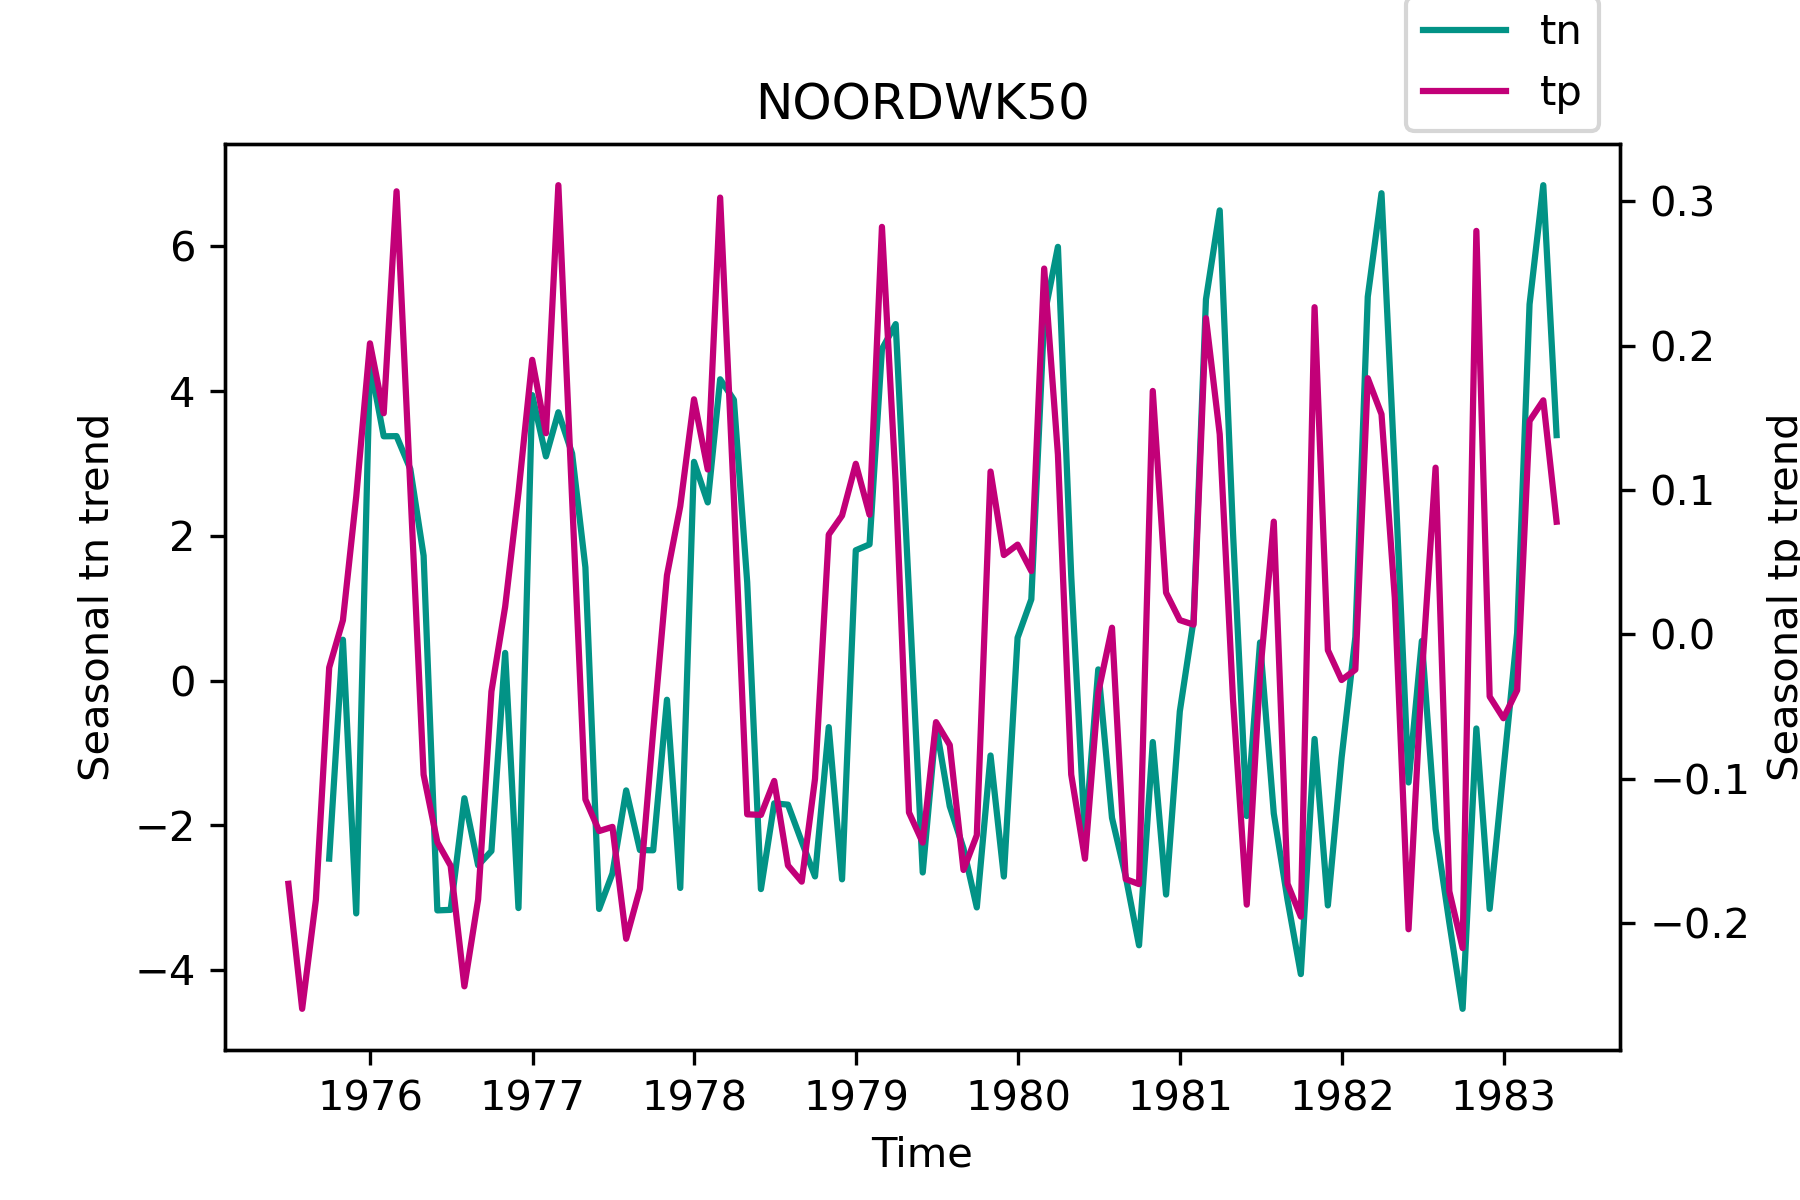 tn
tp
NOORDWK50
Seasonal tn trend
6
4
2
0
−2
−4
Seasonal tp trend
0.3
0.2
0.1
0.0
−0.1
−0.2
1976 1977 1978 1979 1980 1981 1982 1983
Time